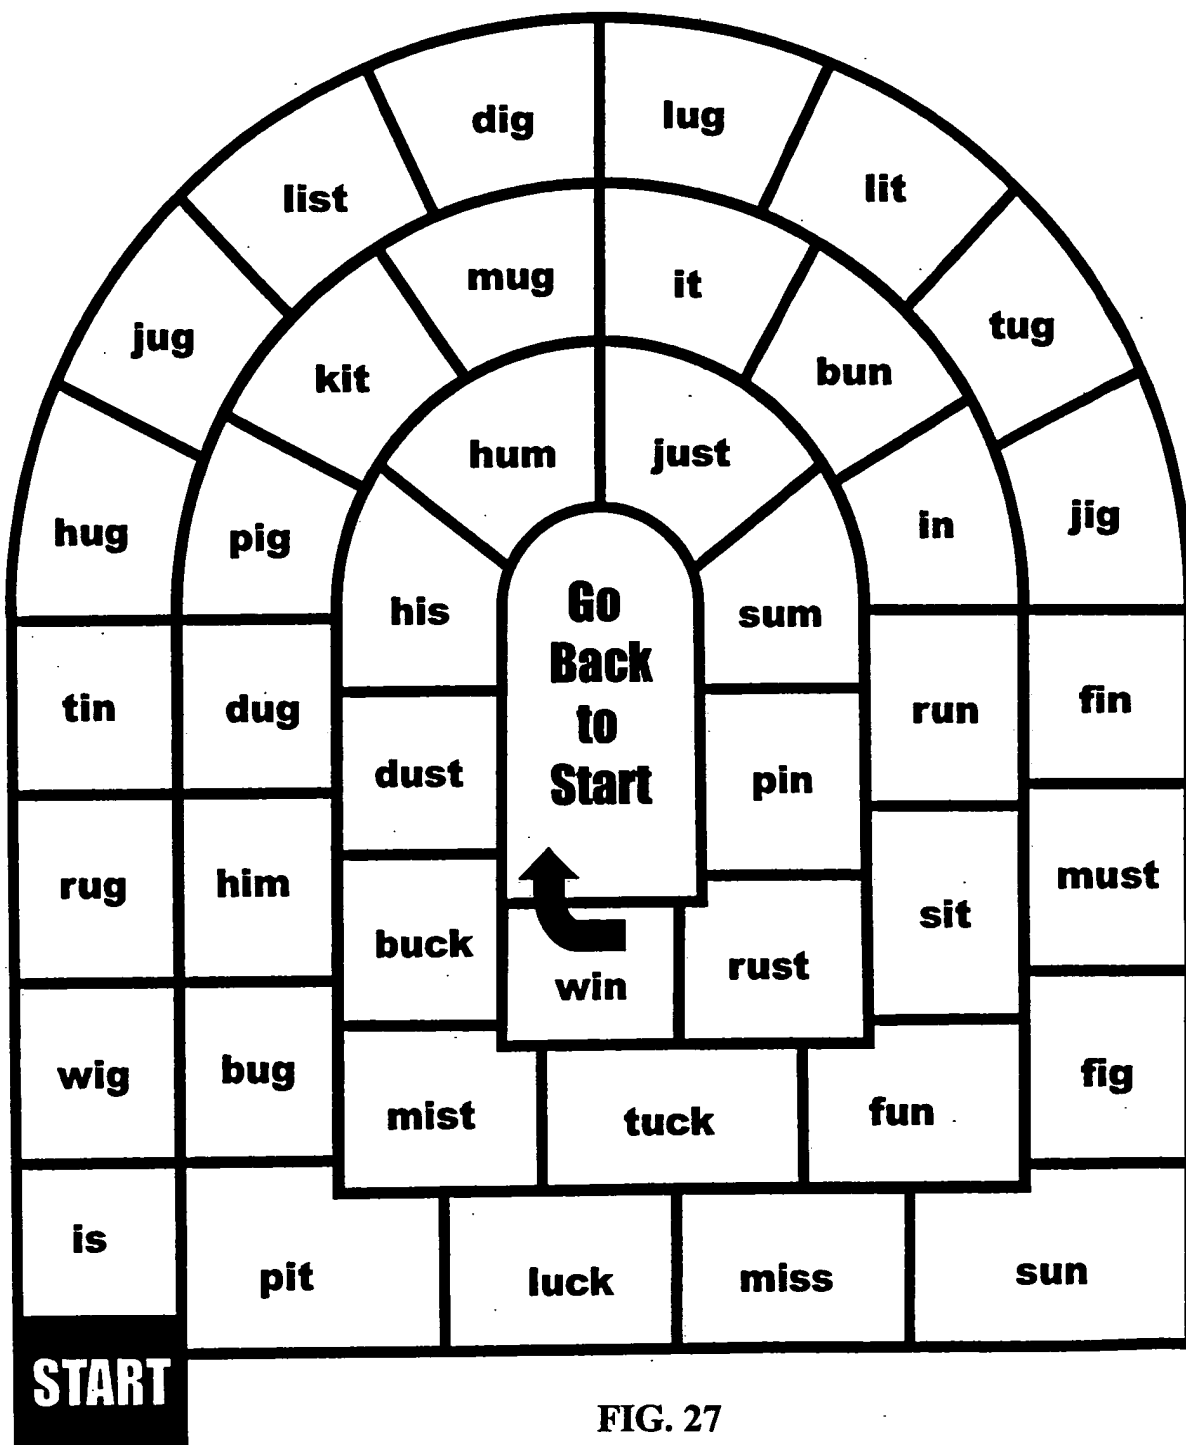 START
is
wig
rug
tin
hug
jug
list
dig
lug
lit
tug
jig
fin
must
fig
sun
miss
luck
pit
bug
him
dug
pig
kit
mug
it
bun
in
run
sit
fun
tuck
mist
buck
dust
his
hum
just
sum
pin
rust
win
Go
Back
to
Start
FIG. 27